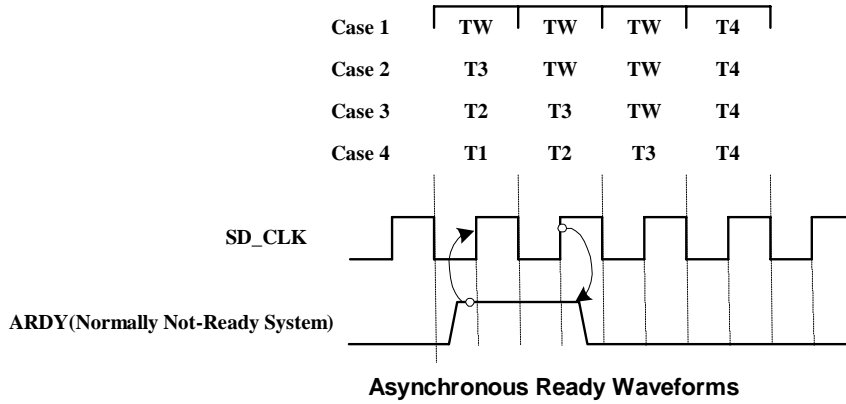 Case 1 TW TW TW T4
Case 2 T3 TW TW T4
Case 3 T2 T3 TW T4
Case 4 T1 T2 T3 T4
SD_CLK
ARDY(Normally Not-Ready System)
Asynchronous Ready Waveforms